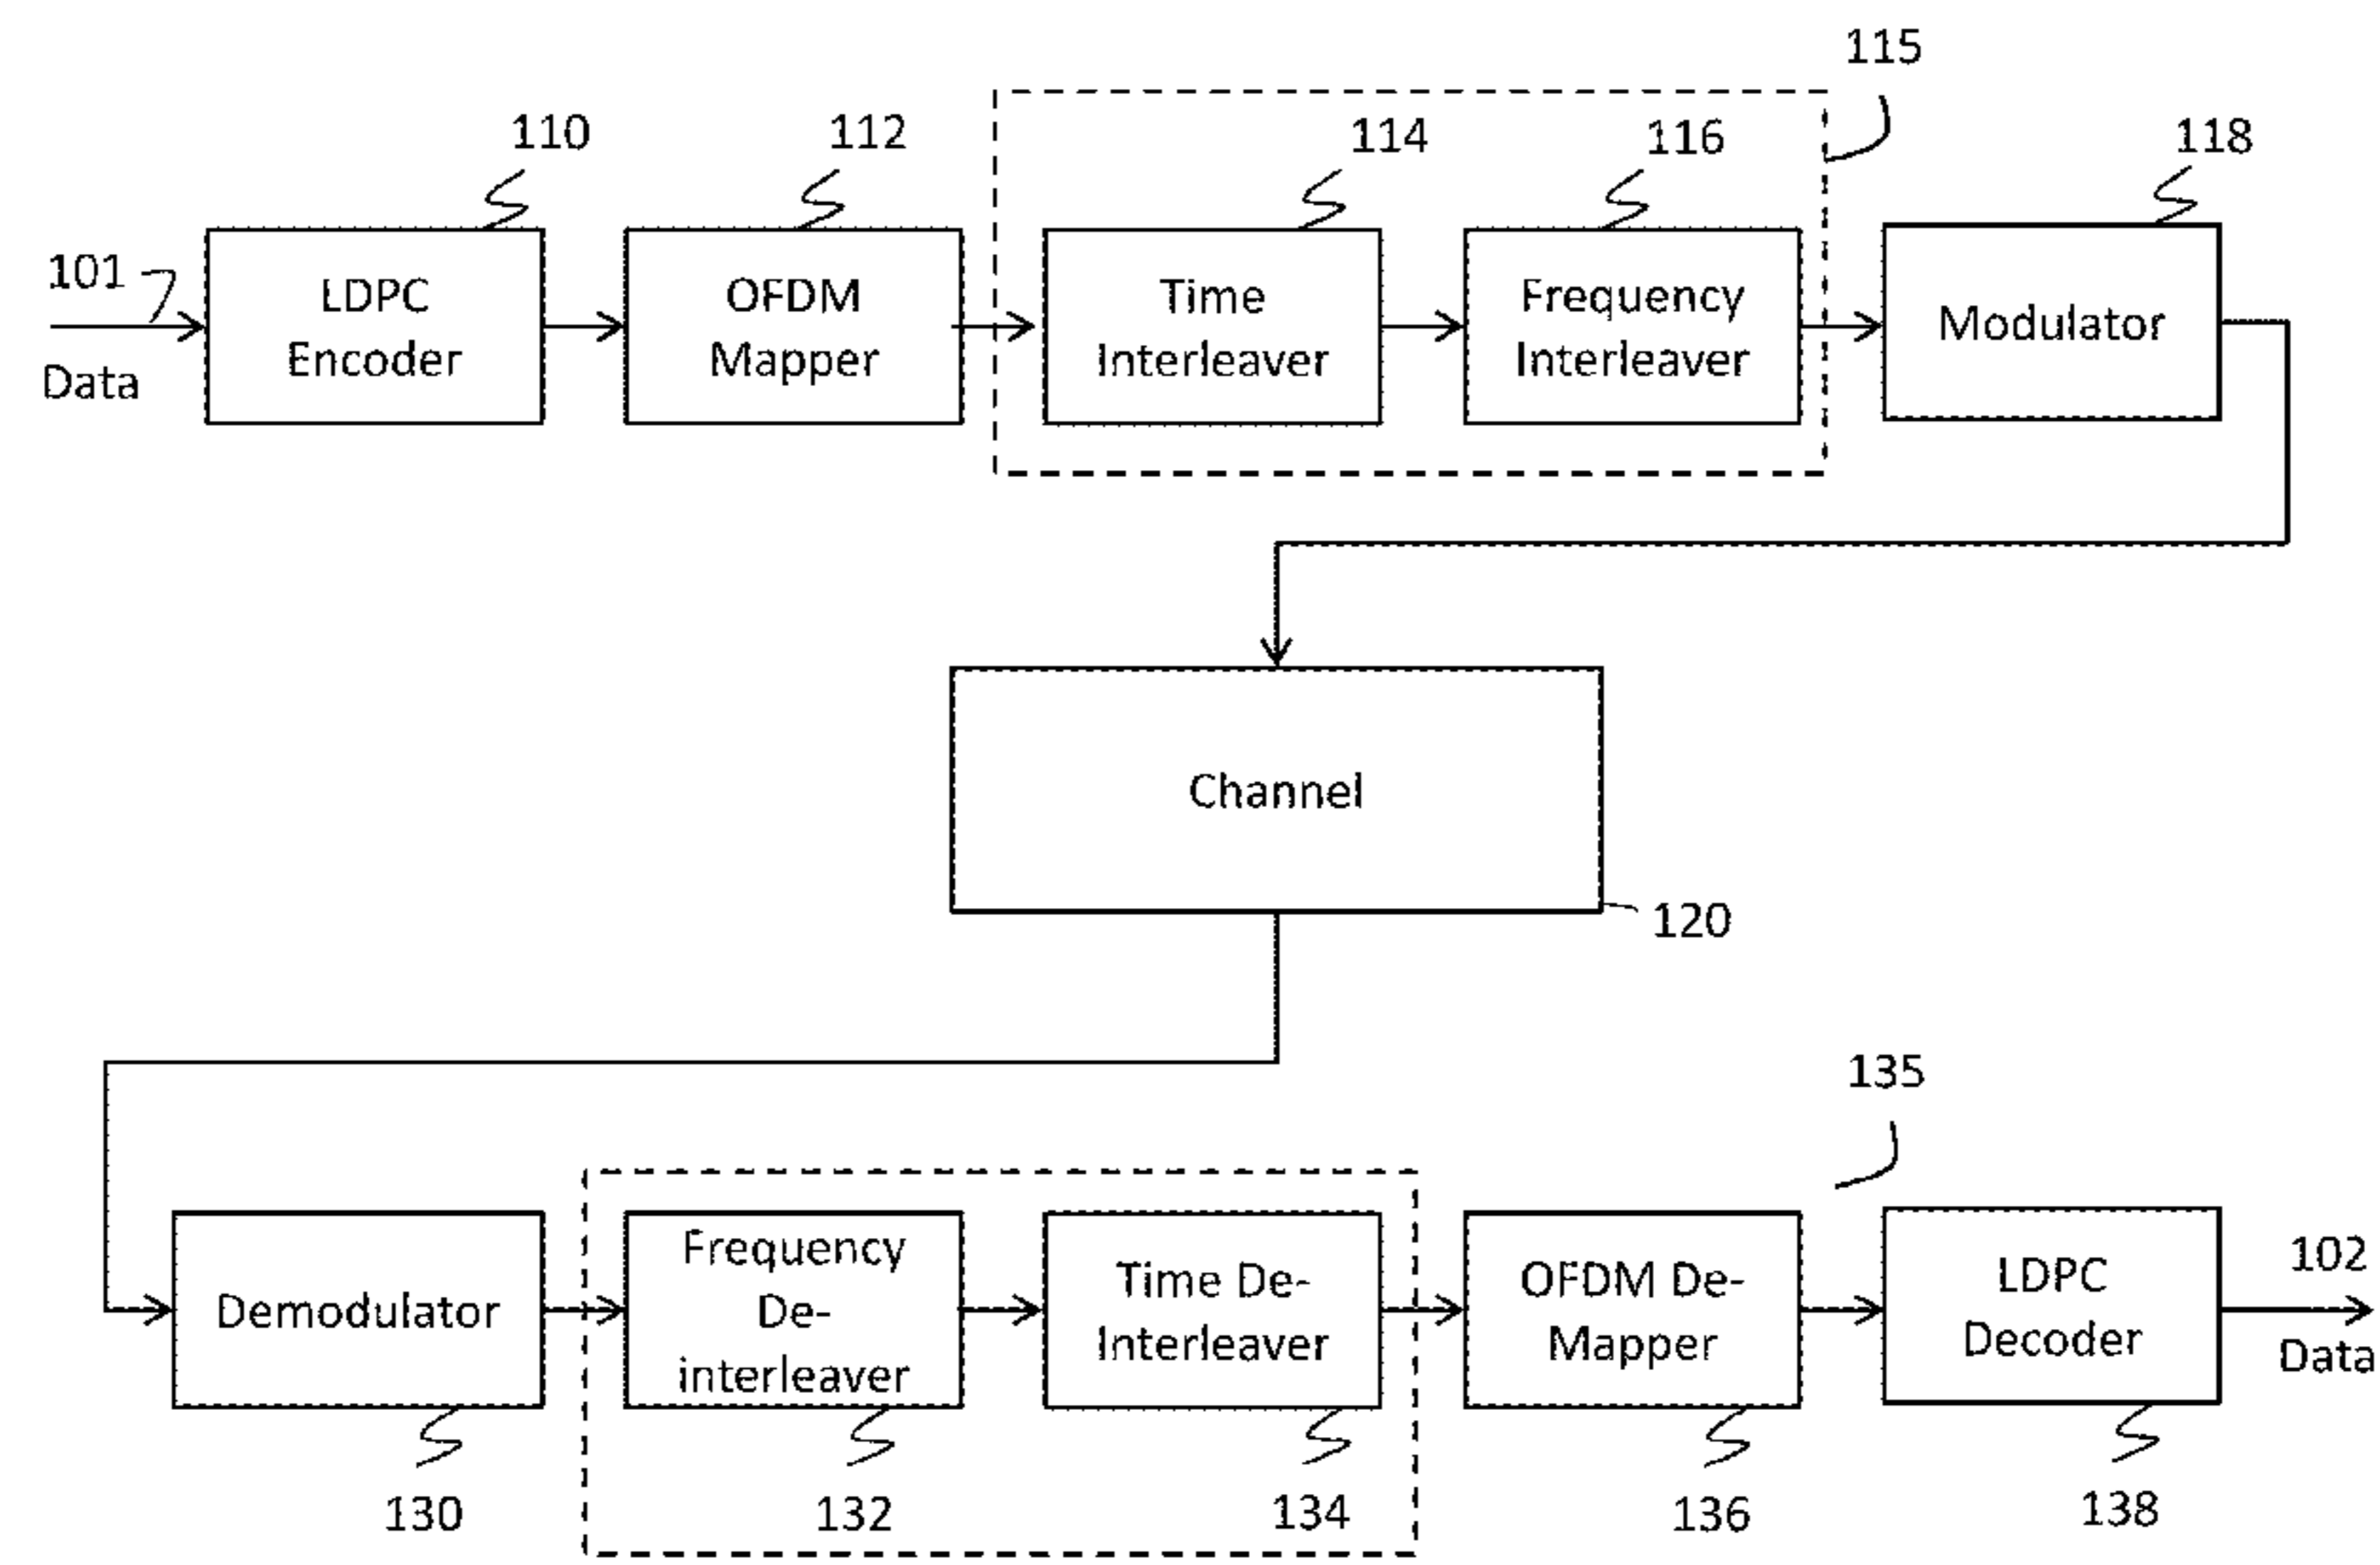 115
110
112
114
116
118
101
Data
LDPC
Encoder
OFDM
Mapper
Time
Interleaver
Frequency
Interleaver
Modulator
Channel
120
135
Demodulator
Frequency
De-
interleaver
Time De-
Interleaver
OFDM De-
Mapper
LDPC
Decoder
102
Data
130
132
134
136
138